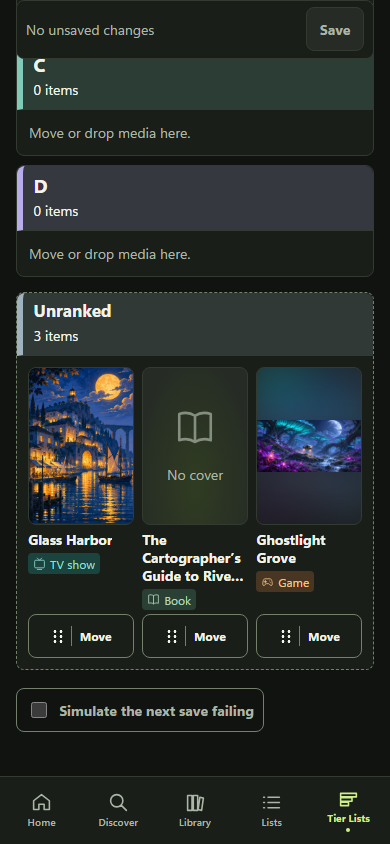 No unsaved changes
Save
C
0 items
Move or drop media here.
D
0 items
Move or drop media here.
Unranked
3 items
No cover
Glass Harbor
TV show
The
Cartographer's
Guide to Rive...
Book
Ghostlight
Grove
Game
Move
Move
Move
Simulate the next save failing
Home
Discover
Library
Lists
Tier Lists